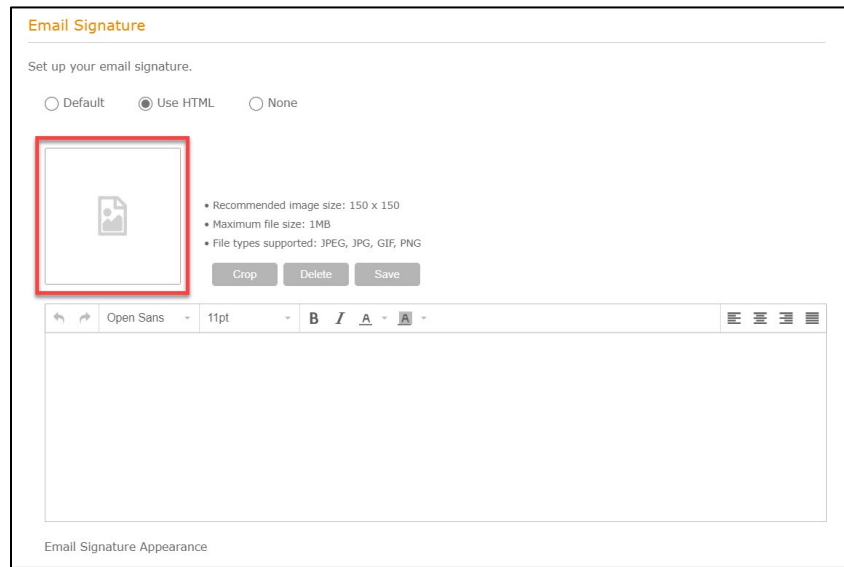 Email Signature
Set up your email signature.
Default Use HTML None
• Recommended image size: 150 x 150
• Maximum file size: 1MB
• File types supported: JPEG, JPG, GIF, PNG
Crop Delete Save
Open Sans 11pt B I A A
Email Signature Appearance